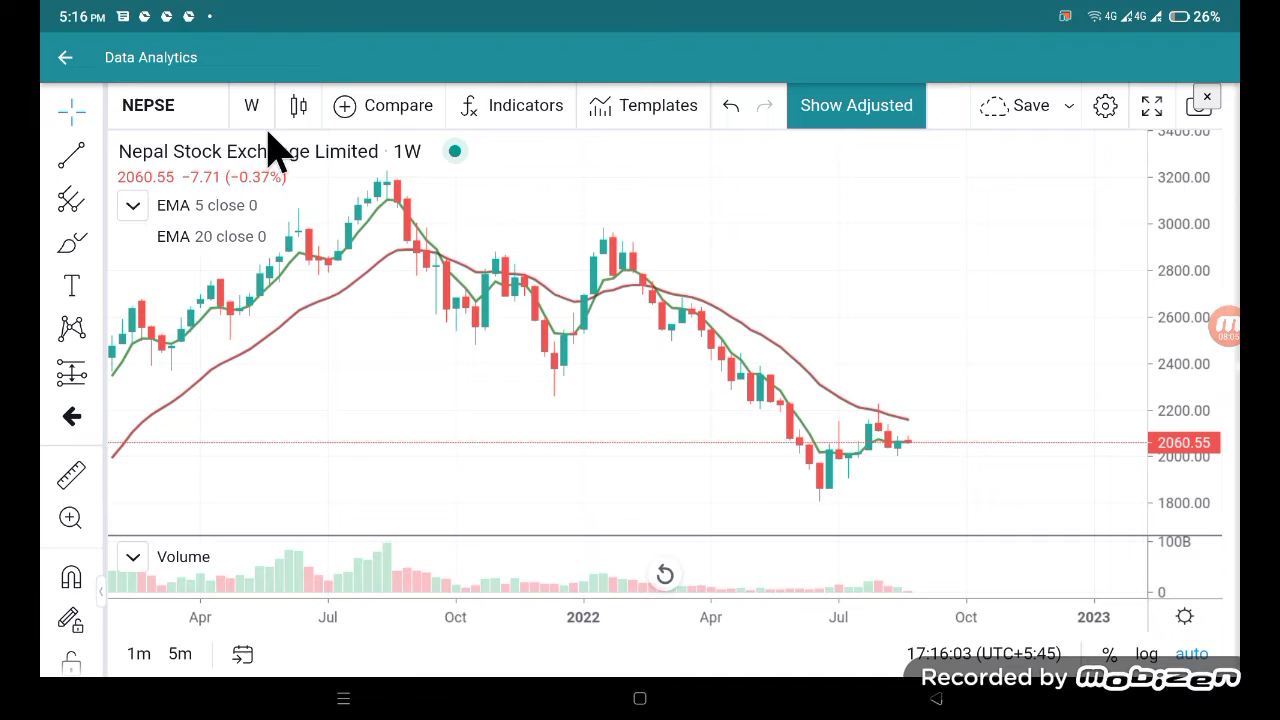 5:16 PM
4G 4G 26%
Data Analytics
NEPSE W Compare Indicators Templates Show Adjusted Save
Nepal Stock Exchange Limited · 1W
2060.55 −7.71 (−0.37%)
EMA 5 close 0
EMA 20 close 0
3400.00
3200.00
3000.00
2800.00
2600.00
2400.00
2200.00
2060.55
2000.00
1800.00
08:05
Volume
100B
0
Apr Jul Oct 2022 Apr Jul Oct 2023
1m 5m 17:16:03 (UTC+5:45) % log auto
Recorded by mobizen